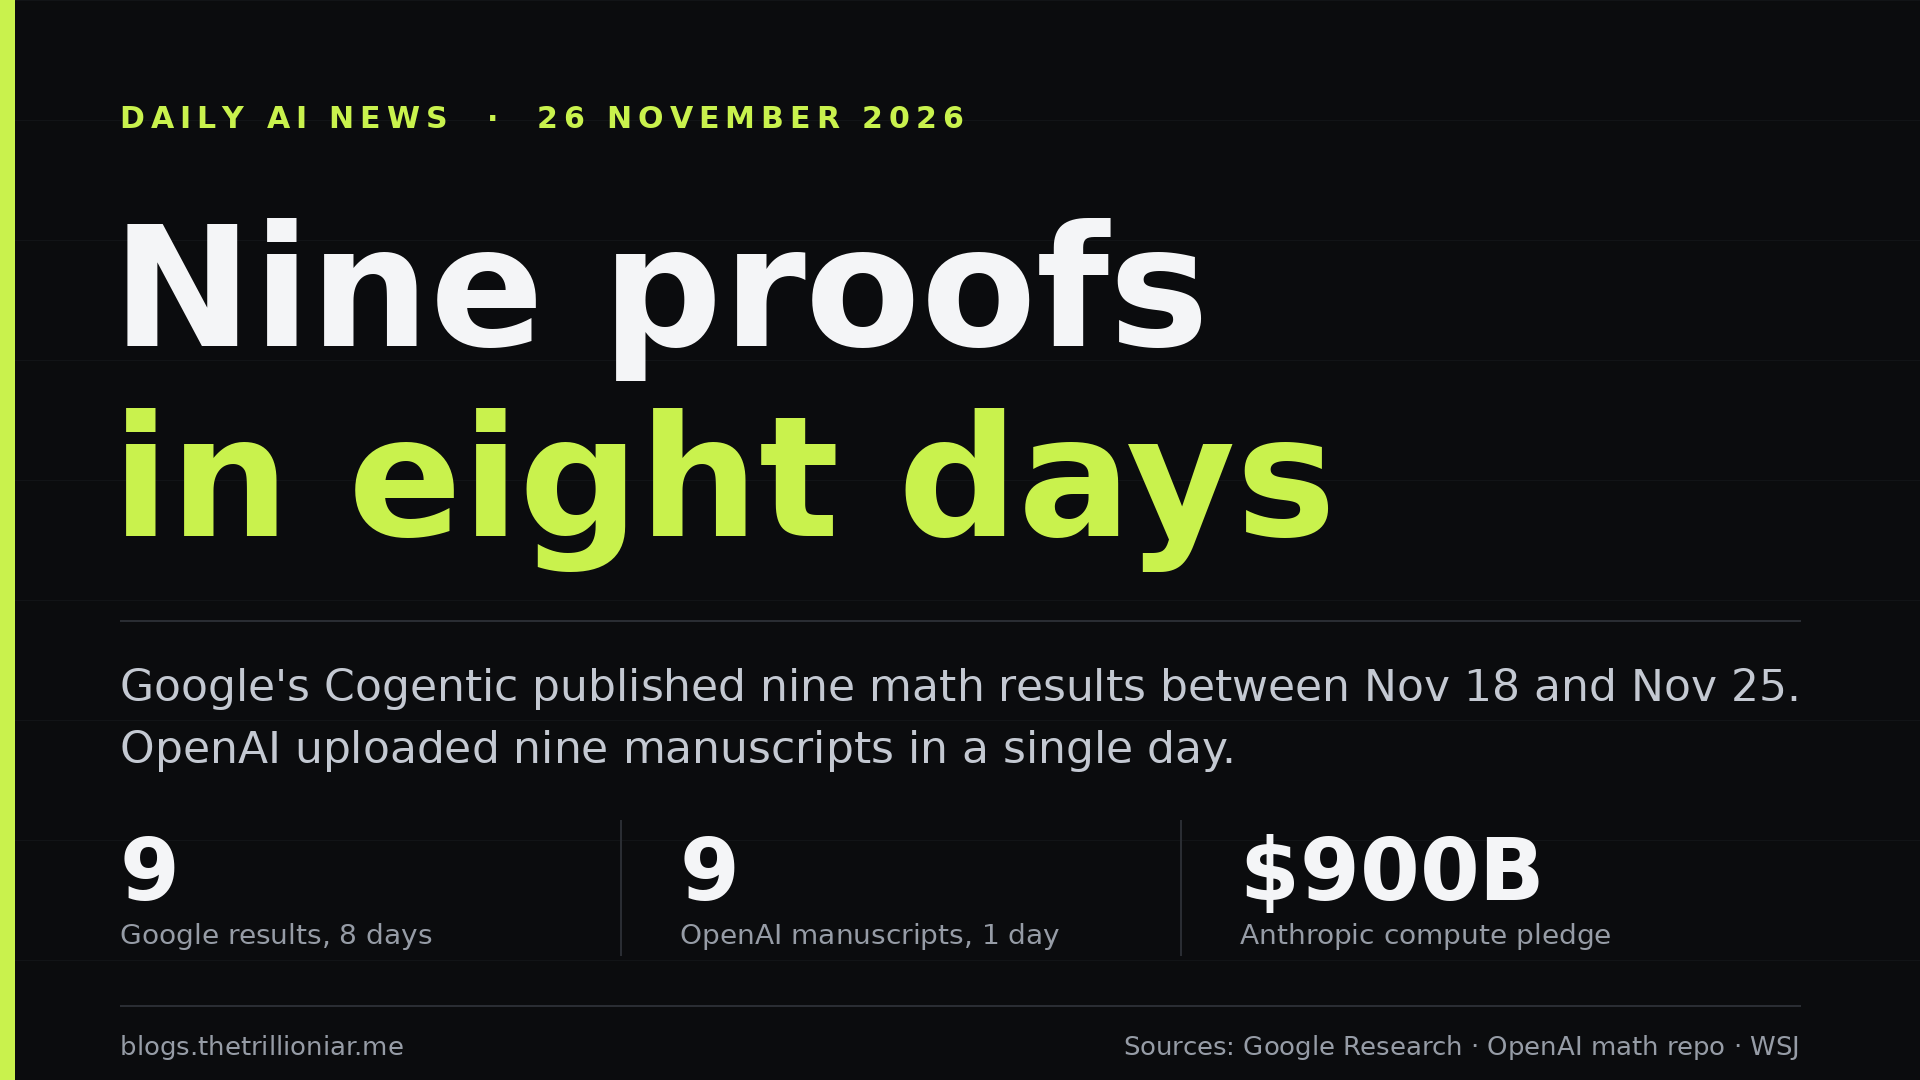 DAILY AI NEWS · 26 NOVEMBER 2026
Nine proofs
in eight days
Google's Cogentic published nine math results between Nov 18 and Nov 25.
OpenAI uploaded nine manuscripts in a single day.
9
Google results, 8 days
9
OpenAI manuscripts, 1 day
$900B
Anthropic compute pledge
blogs.thetrillioniar.me
Sources: Google Research · OpenAI math repo · WSJ